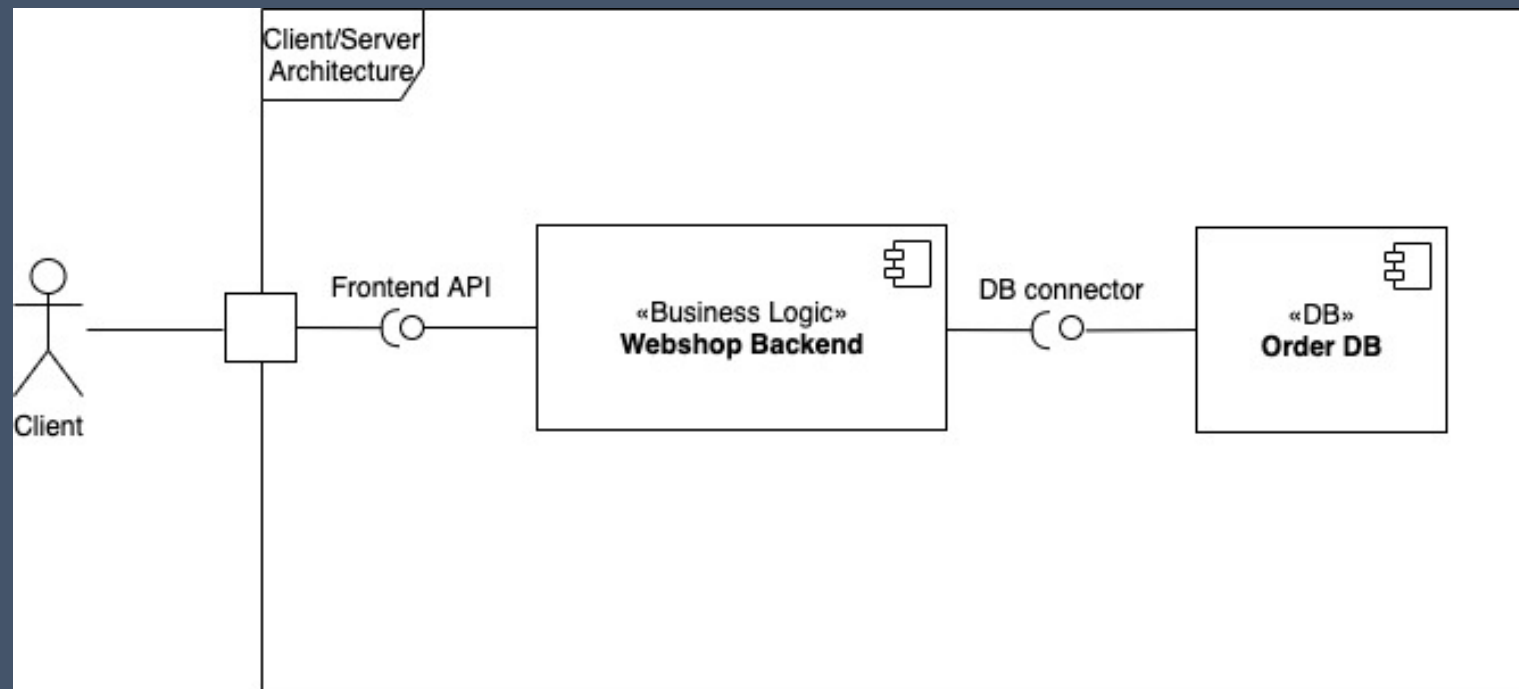 Client/Server
Architecture
Frontend API
DB connector
«Business Logic»
Webshop Backend
«DB»
Order DB
Client